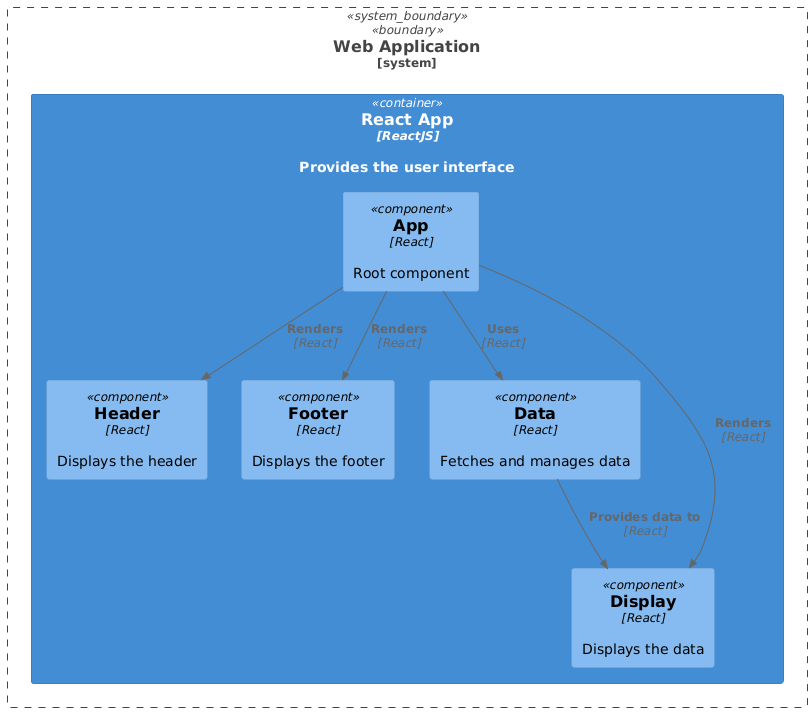 «system_boundary»
«boundary»
Web Application
[system]
«container»
React App
[ReactJS]
Provides the user interface
«component»
App
[React]
Root component
Renders
[React]
Renders
[React]
Uses
[React]
«component»
Header
[React]
Displays the header
«component»
Footer
[React]
Displays the footer
«component»
Data
[React]
Fetches and manages data
Renders
[React]
Provides data to
[React]
«component»
Display
[React]
Displays the data